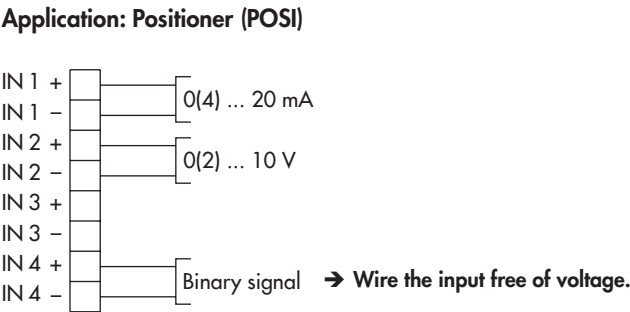 Application: Positioner (POSI)
IN 1 +
IN 1 –
0(4) ... 20 mA
IN 2 +
IN 2 –
0(2) ... 10 V
IN 3 +
IN 3 –
IN 4 +
IN 4 –
Binary signal ➔ Wire the input free of voltage.